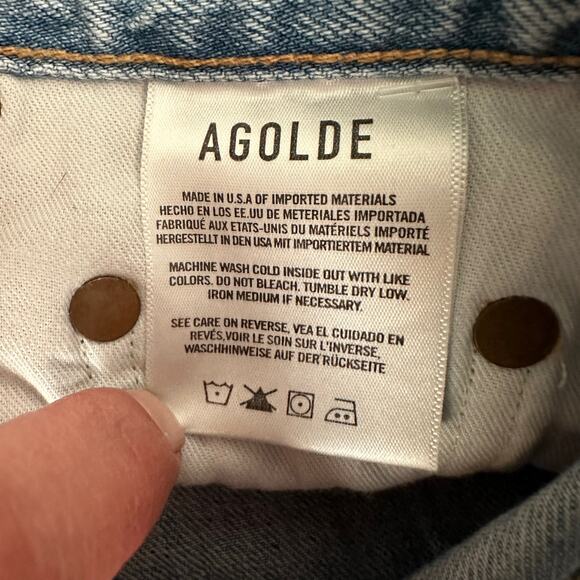 AGOLDE
MADE IN U.S.A OF IMPORTED MATERIALS
HECHO EN LOS EE.UU DE METERIALES IMPORTADA
FABRIQUÉ AUX ETATS-UNIS DU MATÉRIELS IMPORTÉ
HERGESTELLT IN DEN USA MIT IMPORTIERTEM MATERIAL
MACHINE WASH COLD INSIDE OUT WITH LIKE
COLORS. DO NOT BLEACH. TUMBLE DRY LOW.
IRON MEDIUM IF NECESSARY.
SEE CARE ON REVERSE, VEA EL CUIDADO EN
REVÉS,VOIR LE SOIN SUR L'INVERSE,
WASCHHINWEISE AUF DER RÜCKSEITE